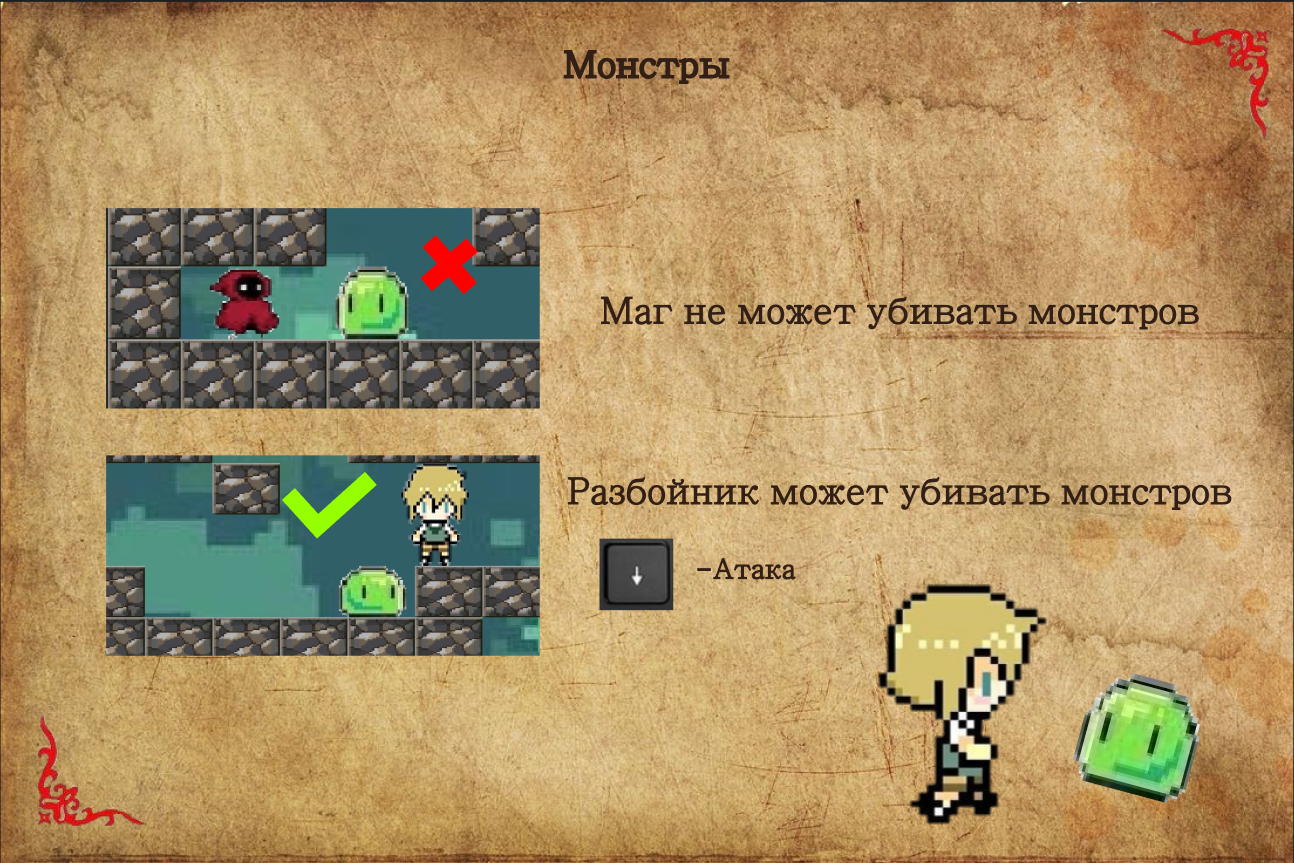 Монстры
Маг не может убивать монстров
Разбойник может убивать монстров
↓ -Атака